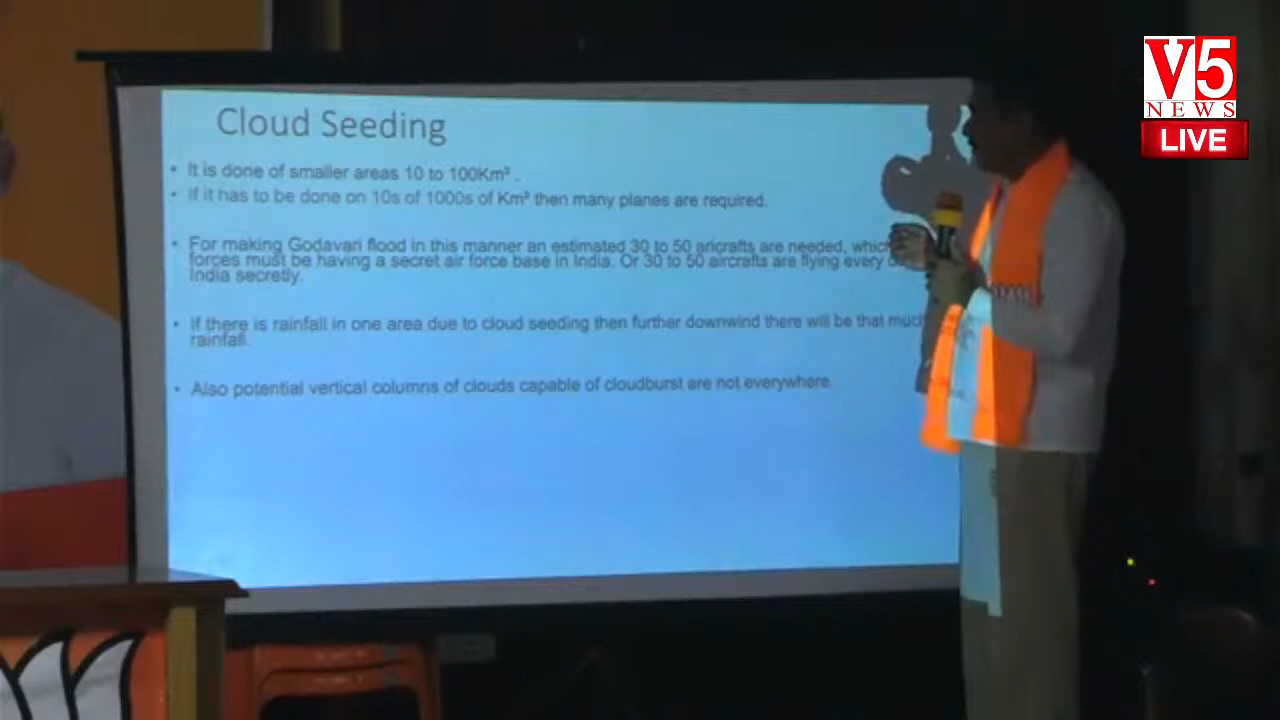 V5
NEWS
LIVE
Cloud Seeding
• It is done of smaller areas 10 to 100Km² .
• If it has to be done on 10s of 1000s of Km² then many planes are required.
• For making Godavari flood in this manner an estimated 30 to 50 aricrafts are needed,
forces must be having a secret air force base in India. Or 30 to 50 aircrafts are flying every
India secretly.
• If there is rainfall in one area due to cloud seeding then further downwind there will be that much
rainfall.
• Also potential vertical columns of clouds capable of cloudburst are not everywhere.